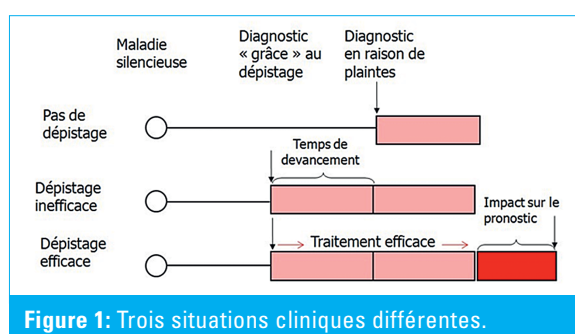 Maladie
silencieuse
Diagnostic
« grâce » au
dépistage
Diagnostic
en raison de
plaintes
Pas de
dépistage
Temps de
devancement
Dépistage
inefficace
Impact sur le
pronostic
Dépistage
efficace
Traitement efficace
Figure 1: Trois situations cliniques différentes.